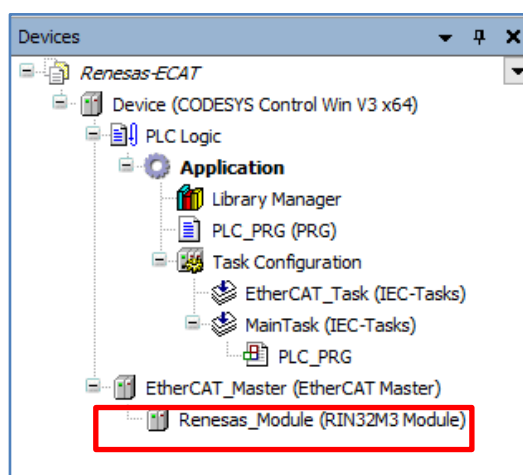 Devices
Renesas-ECAT
Device (CODESYS Control Win V3 x64)
PLC Logic
Application
Library Manager
PLC_PRG (PRG)
Task Configuration
EtherCAT_Task (IEC-Tasks)
MainTask (IEC-Tasks)
PLC_PRG
EtherCAT_Master (EtherCAT Master)
Renesas_Module (RIN32M3 Module)